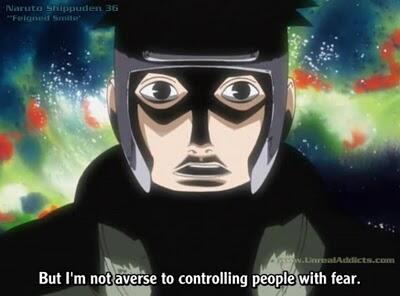 Naruto Shippuden 36
"Feigned Smile"
www.UnrealAddicts.com
But I'm not averse to controlling people with fear.